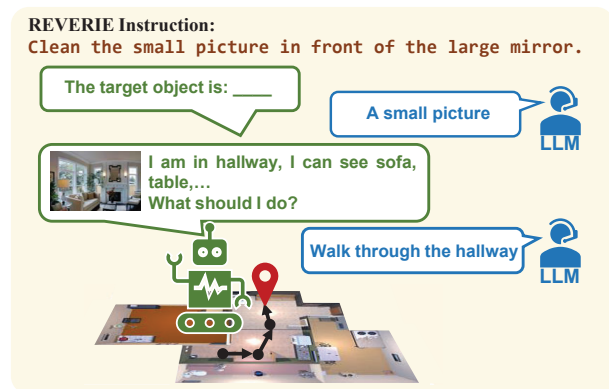 REVERIE Instruction:
Clean the small picture in front of the large mirror.
The target object is: ____
A small picture
LLM
I am in hallway, I can see sofa,
table,…
What should I do?
Walk through the hallway
LLM